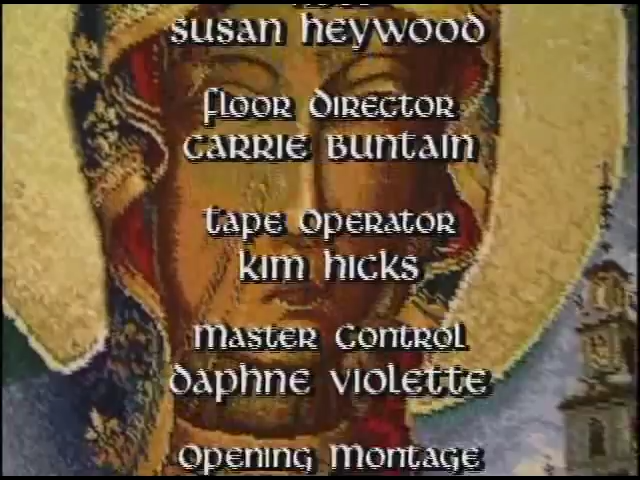 Susan Heywood
Floor Director
Carrie Buntain
Tape Operator
Kim Hicks
Master Control
Daphne Violette
Opening Montage